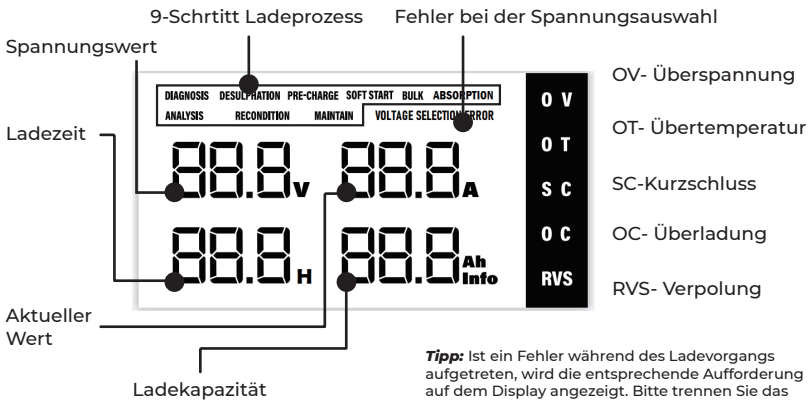 9-Schrtitt Ladeprozess
Fehler bei der Spannungsauswahl
Spannungswert
Ladezeit
Aktueller
Wert
Ladekapazität
DIAGNOSIS DESULPHATION PRE-CHARGE SOFT START BULK ABSORPTION
ANALYSIS RECONDITION MAINTAIN VOLTAGE SELECTION ERROR
88.8 V
88.8 A
88.8 H
88.8 Ah
Info
O V
O T
S C
O C
RVS
OV- Überspannung
OT- Übertemperatur
SC-Kurzschluss
OC- Überladung
RVS- Verpolung
Tipp: Ist ein Fehler während des Ladevorgangs
aufgetreten, wird die entsprechende Aufforderung
auf dem Display angezeigt. Bitte trennen Sie das